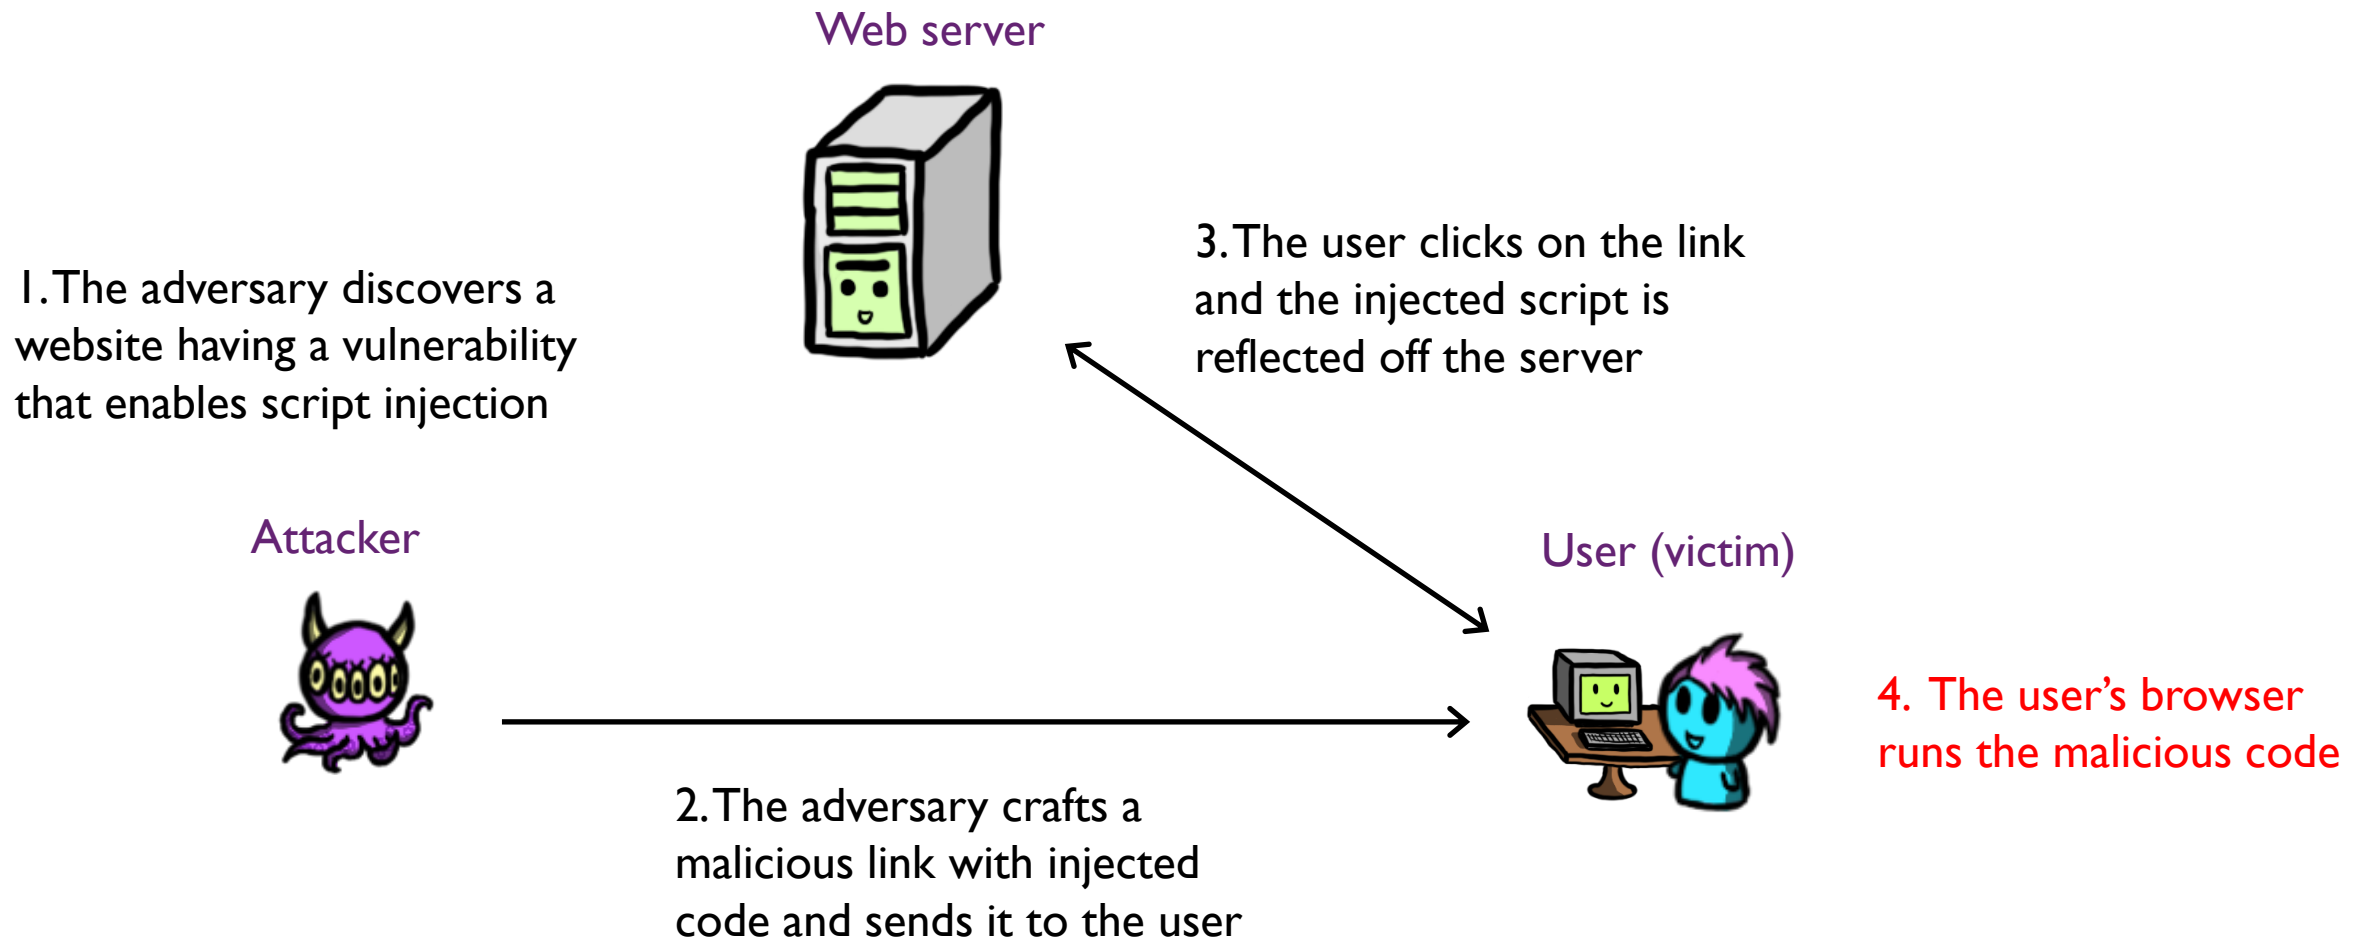 Web server
1. The adversary discovers a
website having a vulnerability
that enables script injection
3. The user clicks on the link
and the injected script is
reflected off the server
Attacker
User (victim)
4. The user’s browser
runs the malicious code
2. The adversary crafts a
malicious link with injected
code and sends it to the user